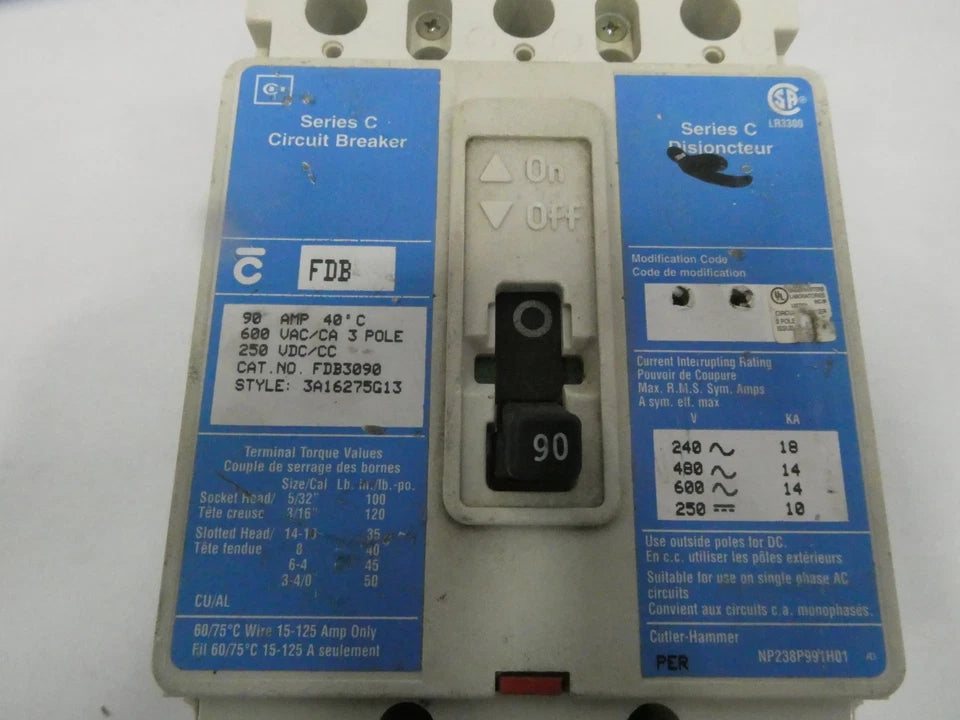 Series C
Circuit Breaker
FDB
90 AMP 40°C
600 VAC/CA 3 POLE
250 VDC/CC
CAT.NO. FDB3090
STYLE: 3A16275G13
Terminal Torque Values
Couple de serrage des bornes
Size/Cal Lb. in./lb.-po.
Socket Head/ 5/32" 100
Tête creuse 3/16" 120
Slotted Head/ 14-10 35
Tête fendue 8 40
6-4 45
3-4/0 50
CU/AL
60/75°C Wire 15-125 Amp Only
Fil 60/75°C 15-125 A seulement
On
Off
O
90
CSA
LR3300
Series C
Disjoncteur
Modification Code
Code de modification
UL
LABORATORIES
Current Interrupting Rating
Pouvoir de Coupure
Max. R.M.S. Sym. Amps
A sym. eff. max
V KA
240 ~ 18
480 ~ 14
600 ~ 14
250 ⎓ 10
Use outside poles for DC.
En c.c. utiliser les pôles extérieurs
Suitable for use on single phase AC
circuits
Convient aux circuits c.a. monophasés.
Cutler-Hammer
PER NP238P991H01